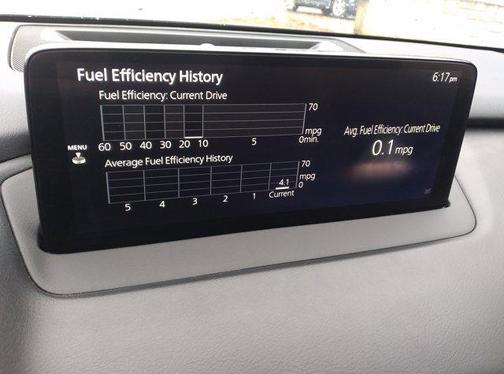 Fuel Efficiency History
6:17 pm
Fuel Efficiency: Current Drive
70
mpg
60 50 40 30 20 10 5 0min.
Avg. Fuel Efficiency: Current Drive
0.1 mpg
MENU
Average Fuel Efficiency History
70
mpg
4.1
0
5 4 3 2 1 Current